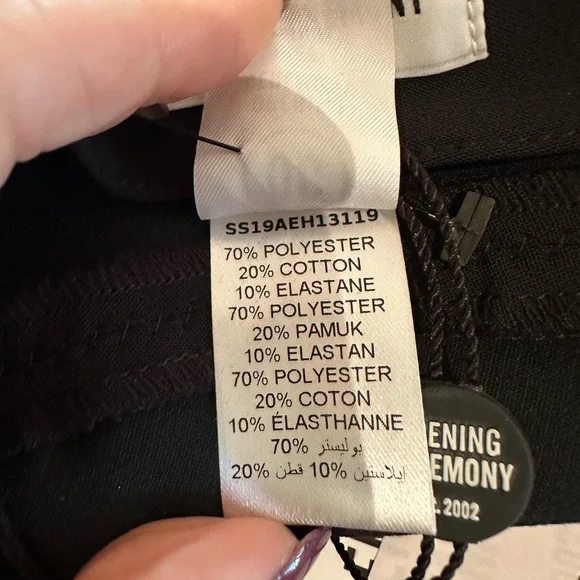 SS19AEH13119
70% POLYESTER
20% COTTON
10% ELASTANE
70% POLYESTER
20% PAMUK
10% ELASTAN
70% POLYESTER
20% COTON
10% ÉLASTHANNE
70% بوليستر
20% قطن 10% ايلاستين
ENING
EMONY
2002